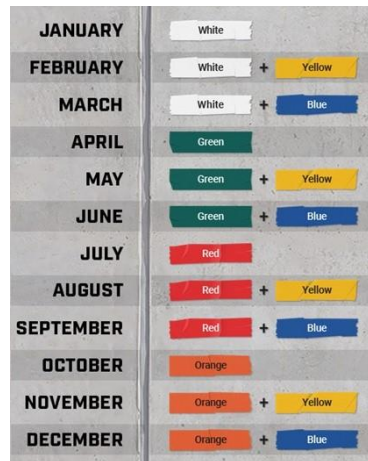 JANUARY White
FEBRUARY White + Yellow
MARCH White + Blue
APRIL Green
MAY Green + Yellow
JUNE Green + Blue
JULY Red
AUGUST Red + Yellow
SEPTEMBER Red + Blue
OCTOBER Orange
NOVEMBER Orange + Yellow
DECEMBER Orange + Blue